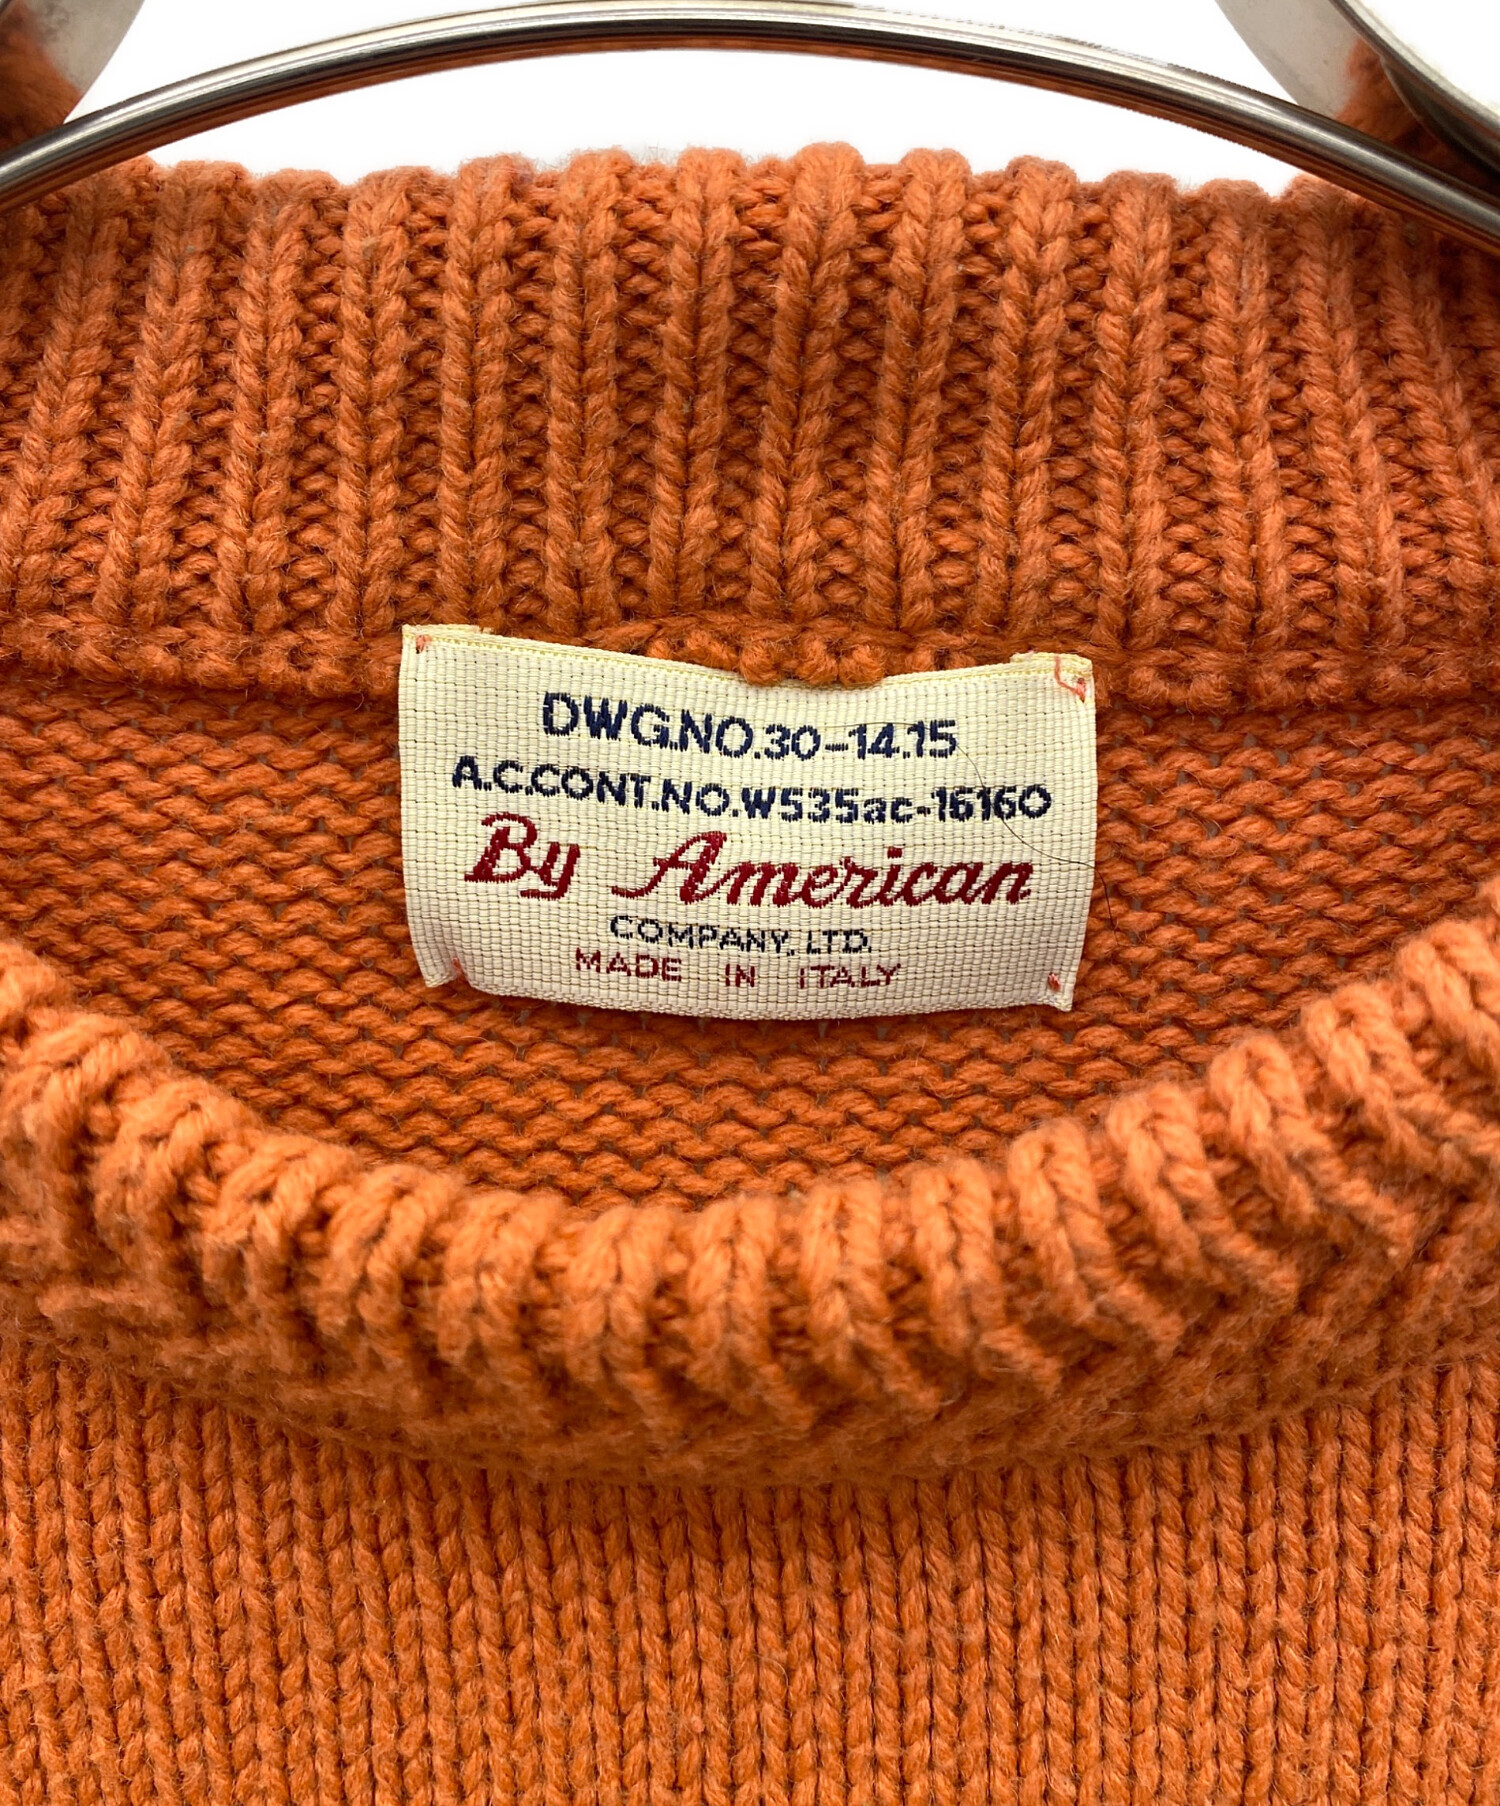 DWG.NO.30-14.15
A.C.CONT.NO.W535ac-16160
By American
COMPANY, LTD.
MADE IN ITALY